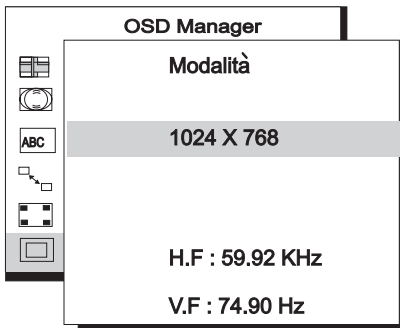 OSD Manager
Modalità
ABC
1024 X 768
H.F : 59.92 KHz
V.F : 74.90 Hz